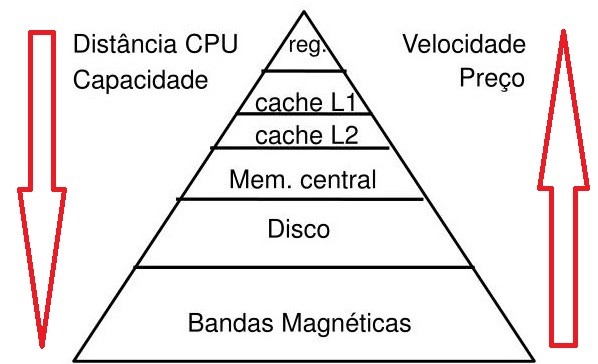 Distância CPU
Capacidade
reg.
Velocidade
Preço
cache L1
cache L2
Mem. central
Disco
Bandas Magnéticas